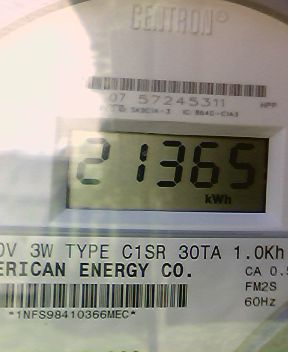 CENTRON®
07 57245311 HPP
21365
kWh
0V 3W TYPE C1SR 30TA 1.0Kh
ERICAN ENERGY CO.
CA 0.5
FM2S
60Hz
*1NFS98410366MEC*